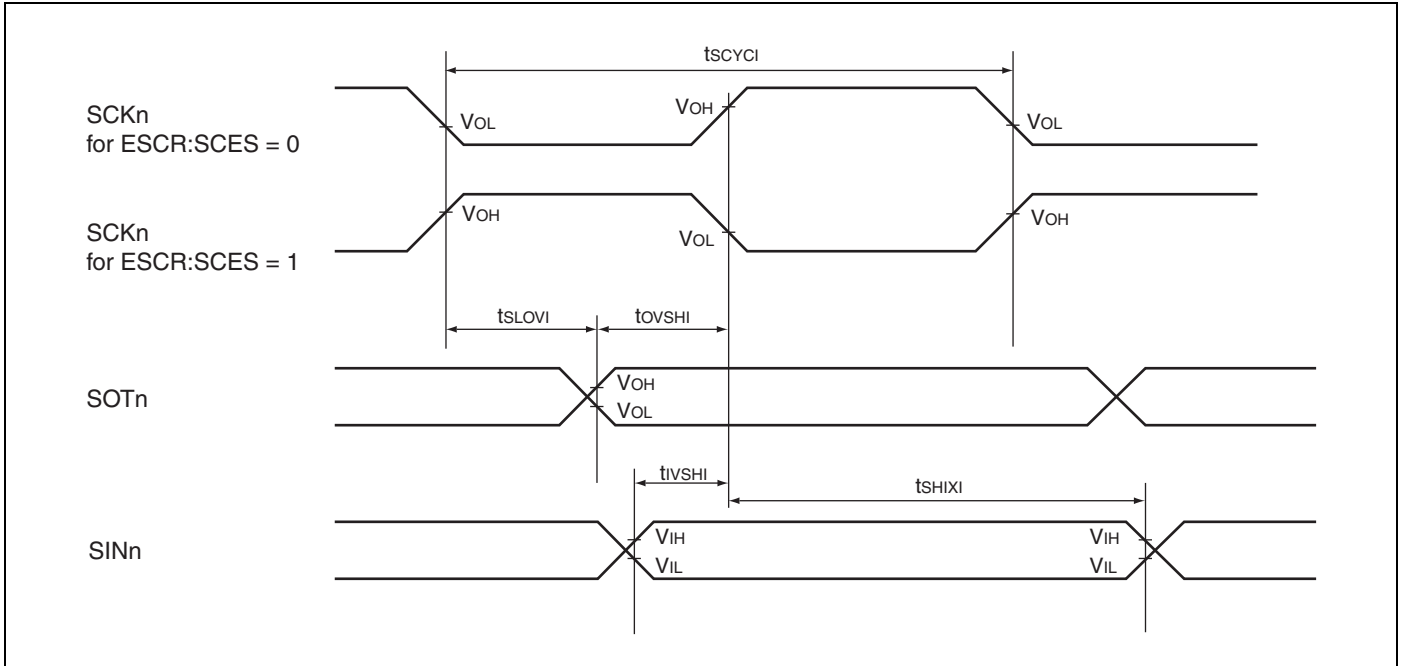 tSCYCI
SCKn
for ESCR:SCES = 0
VOL
VOH
VOL
SCKn
for ESCR:SCES = 1
VOH
VOL
VOH
tSLOVI
tOVSHI
SOTn
VOH
VOL
tIVSHI
tSHIXI
SINn
VIH
VIL
VIH
VIL